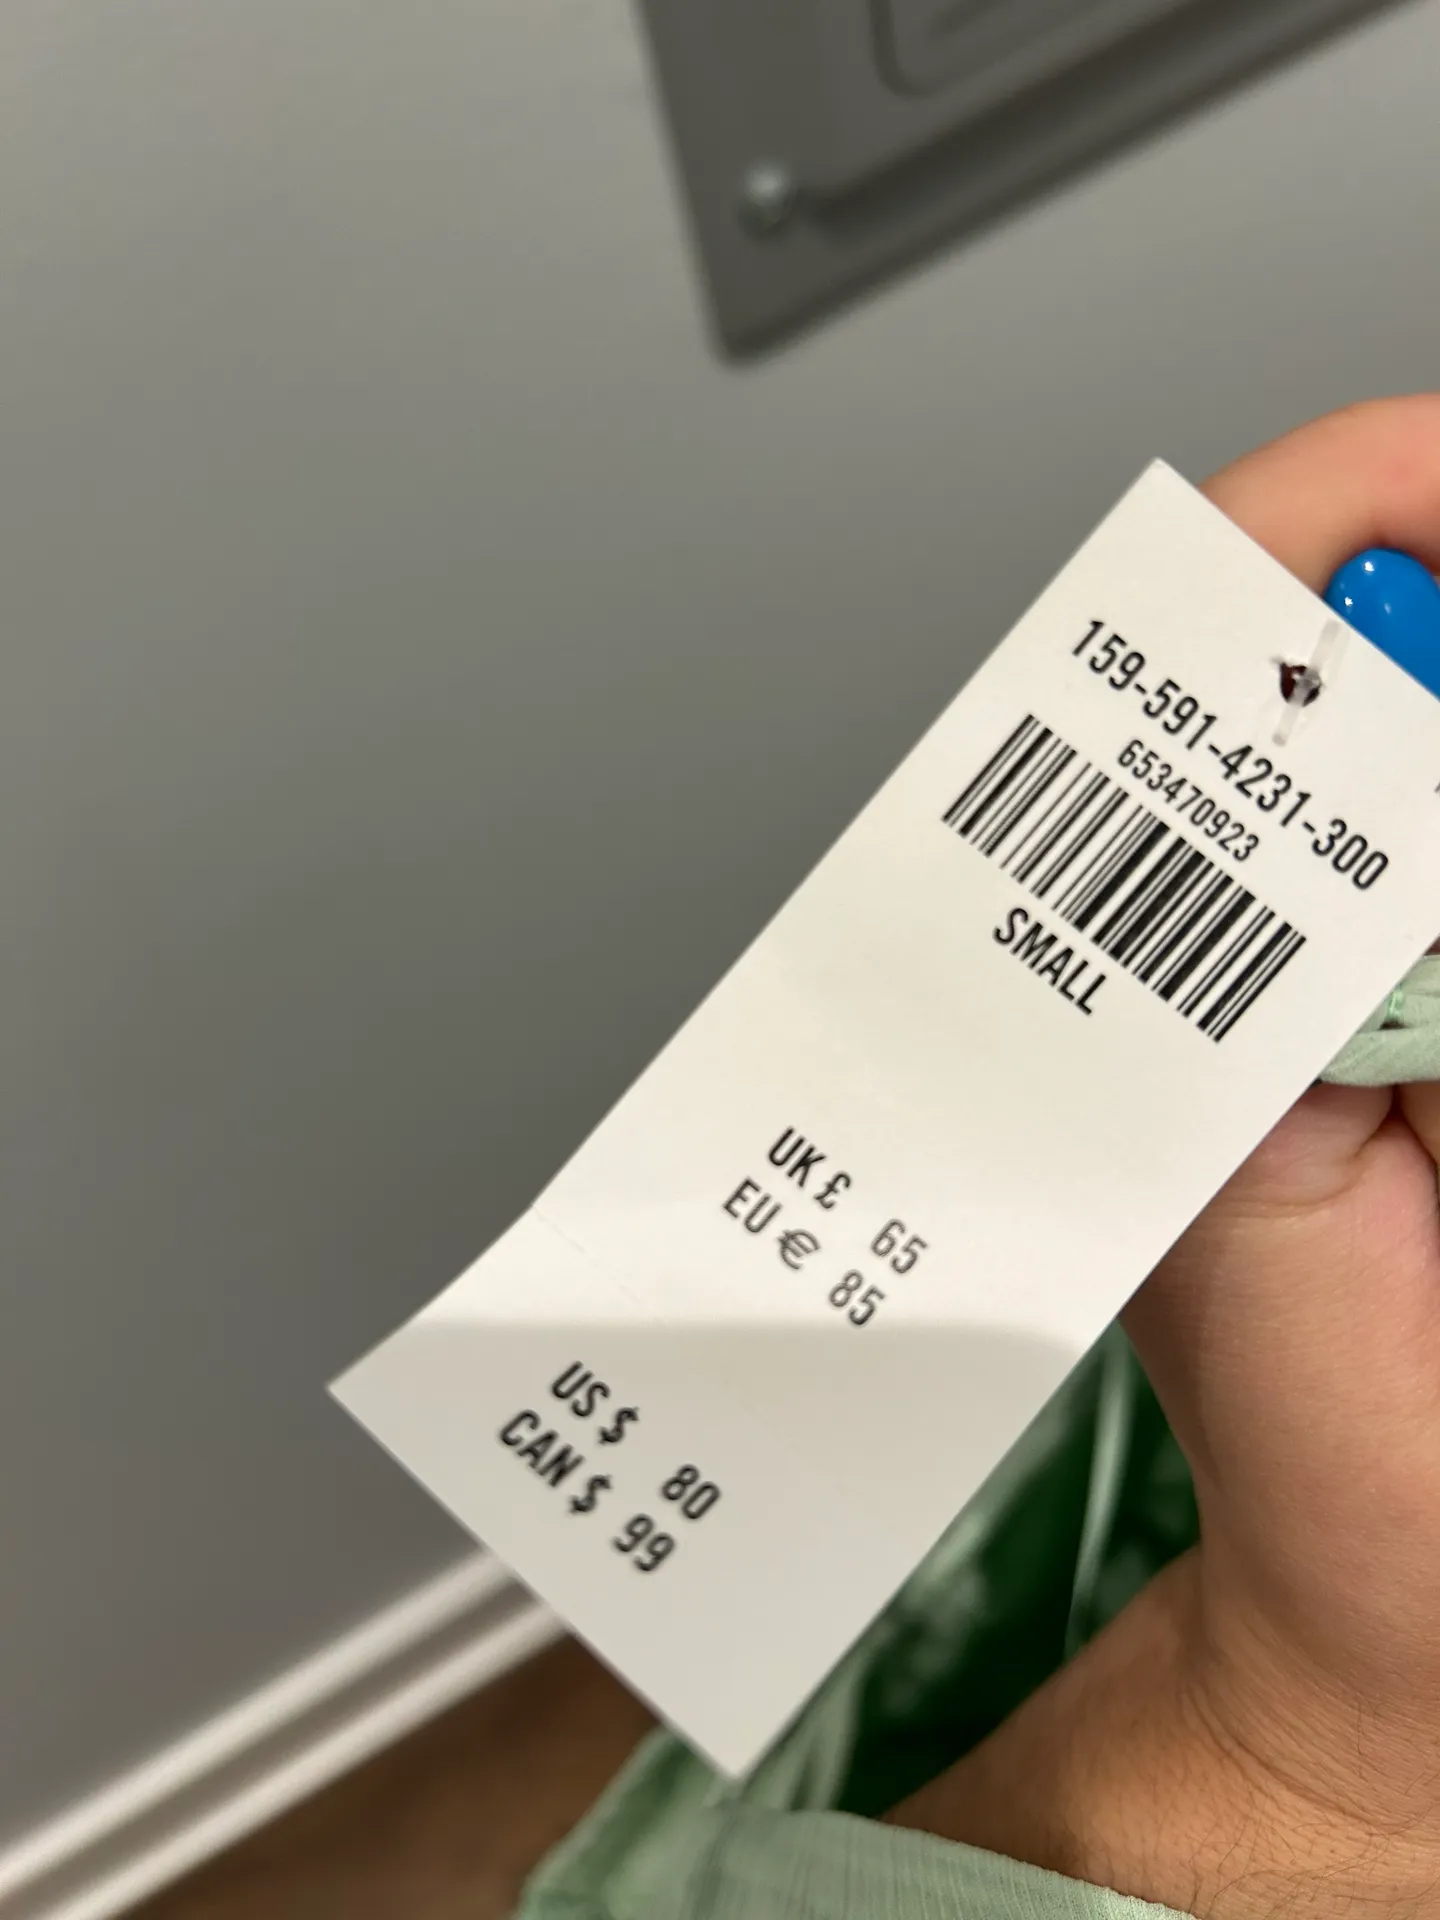 159-591-4231-300
653470923
SMALL
UK £ 65
EU € 85
US $ 80
CAN $ 99